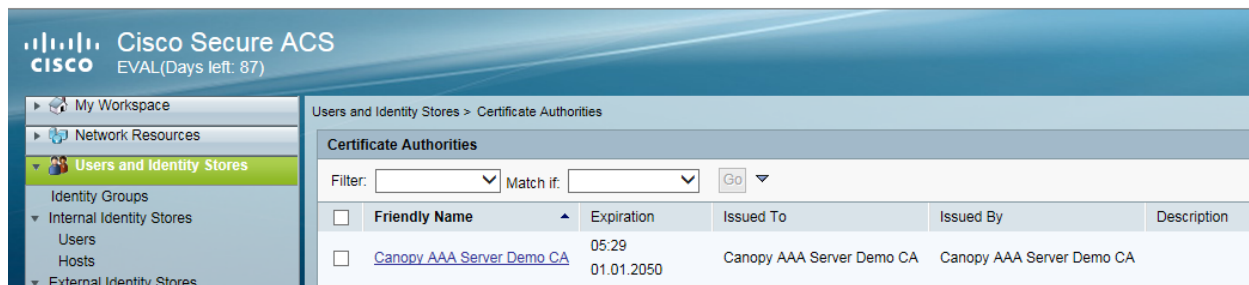 Cisco Secure ACS
CISCO EVAL(Days left: 87)
My Workspace
Network Resources
Users and Identity Stores
Identity Groups
Internal Identity Stores
Users
Hosts
External Identity Stores
Users and Identity Stores > Certificate Authorities
Certificate Authorities
Filter: Match if: Go
Friendly Name Expiration Issued To Issued By Description
Canopy AAA Server Demo CA 05:29 01.01.2050 Canopy AAA Server Demo CA Canopy AAA Server Demo CA